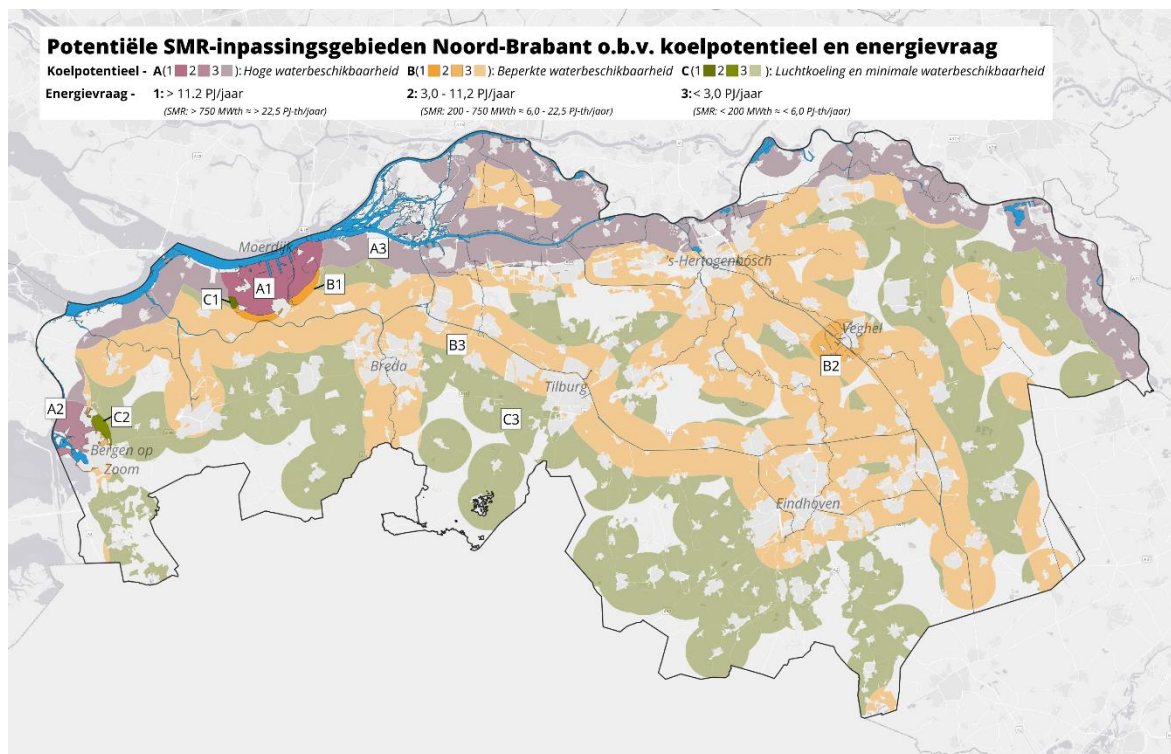 Potentiële SMR-inpassingsgebieden Noord-Brabant o.b.v. koelpotentieel en energievraag
Koelpotentieel - A(1 2 3 ): Hoge waterbeschikbaarheid B(1 2 3 ): Beperkte waterbeschikbaarheid C (1 2 3 ): Luchtkoeling en minimale waterbeschikbaarheid
Energievraag - 1: > 11.2 PJ/jaar 2: 3,0 - 11,2 PJ/jaar 3: < 3,0 PJ/jaar
(SMR: > 750 MWth ≈ > 22,5 PJ-th/jaar) (SMR: 200 - 750 MWth ≈ 6,0 - 22,5 PJ-th/jaar) (SMR: < 200 MWth ≈ < 6,0 PJ-th/jaar)
Moerdijk
A3
's-Hertogenbosch
A1
B1
C1
Veghel
B3
B2
Breda
Tilburg
A2
C2
C3
Bergen op
Zoom
Eindhoven